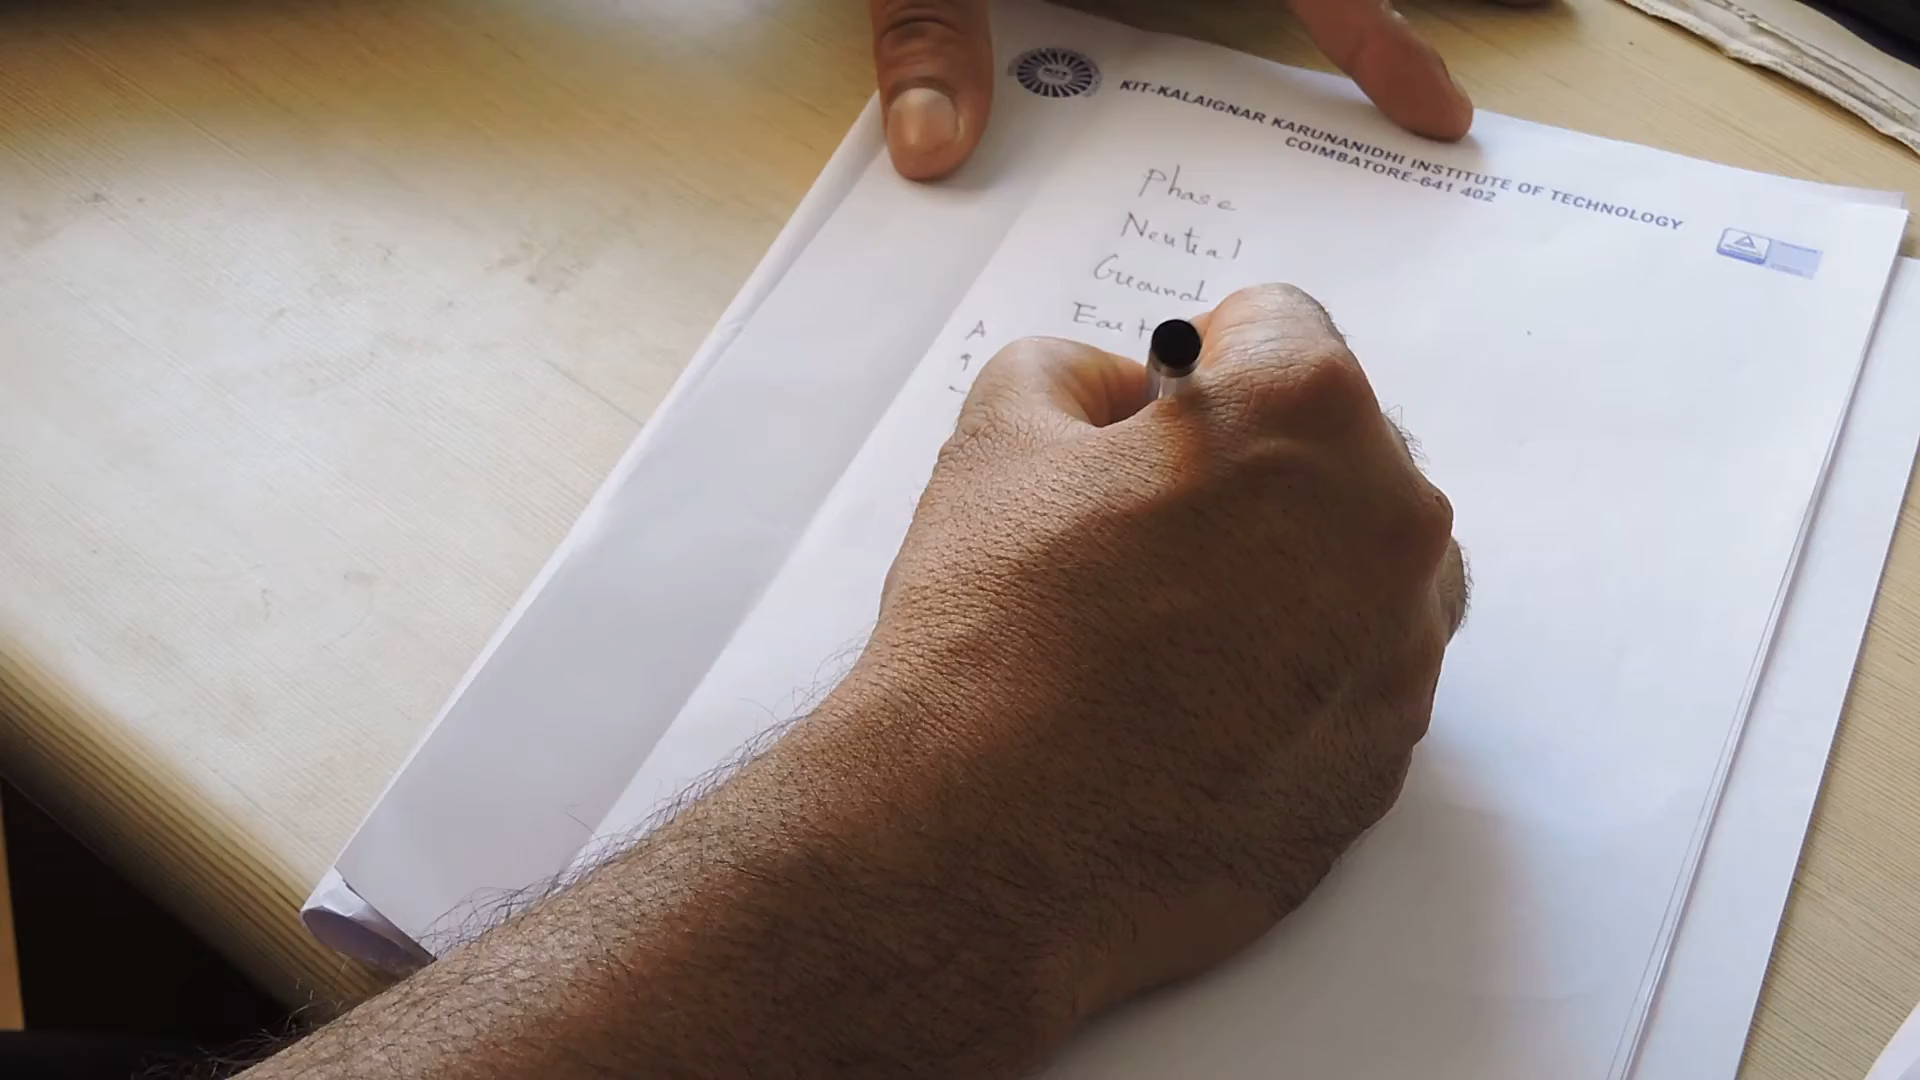 KIT-KALAIGNAR KARUNANIDHI INSTITUTE OF TECHNOLOGY
COIMBATORE-641 402
Phase
Neutral
Ground
A